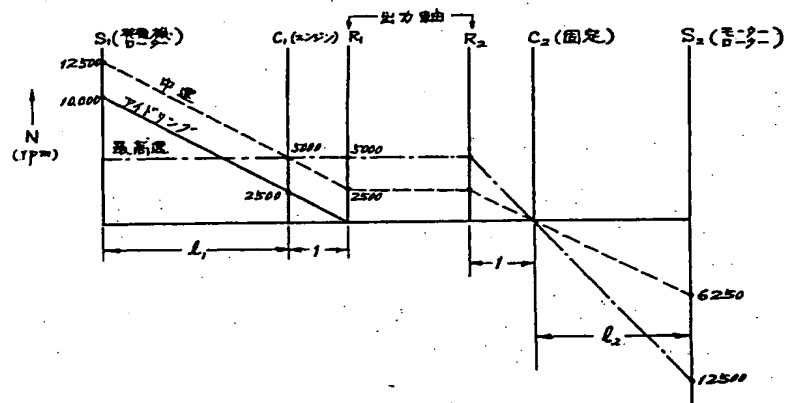 出力軸
S₁(発電機ローター)
C₁(エンジン)
R₁
R₂
C₂(固定)
S₂(モーターローター)
12500
中速
10000
アイドリング
N
(rpm)
最高速
5000
5000
2500
2500
l₁
1
1
6250
l₂
12500